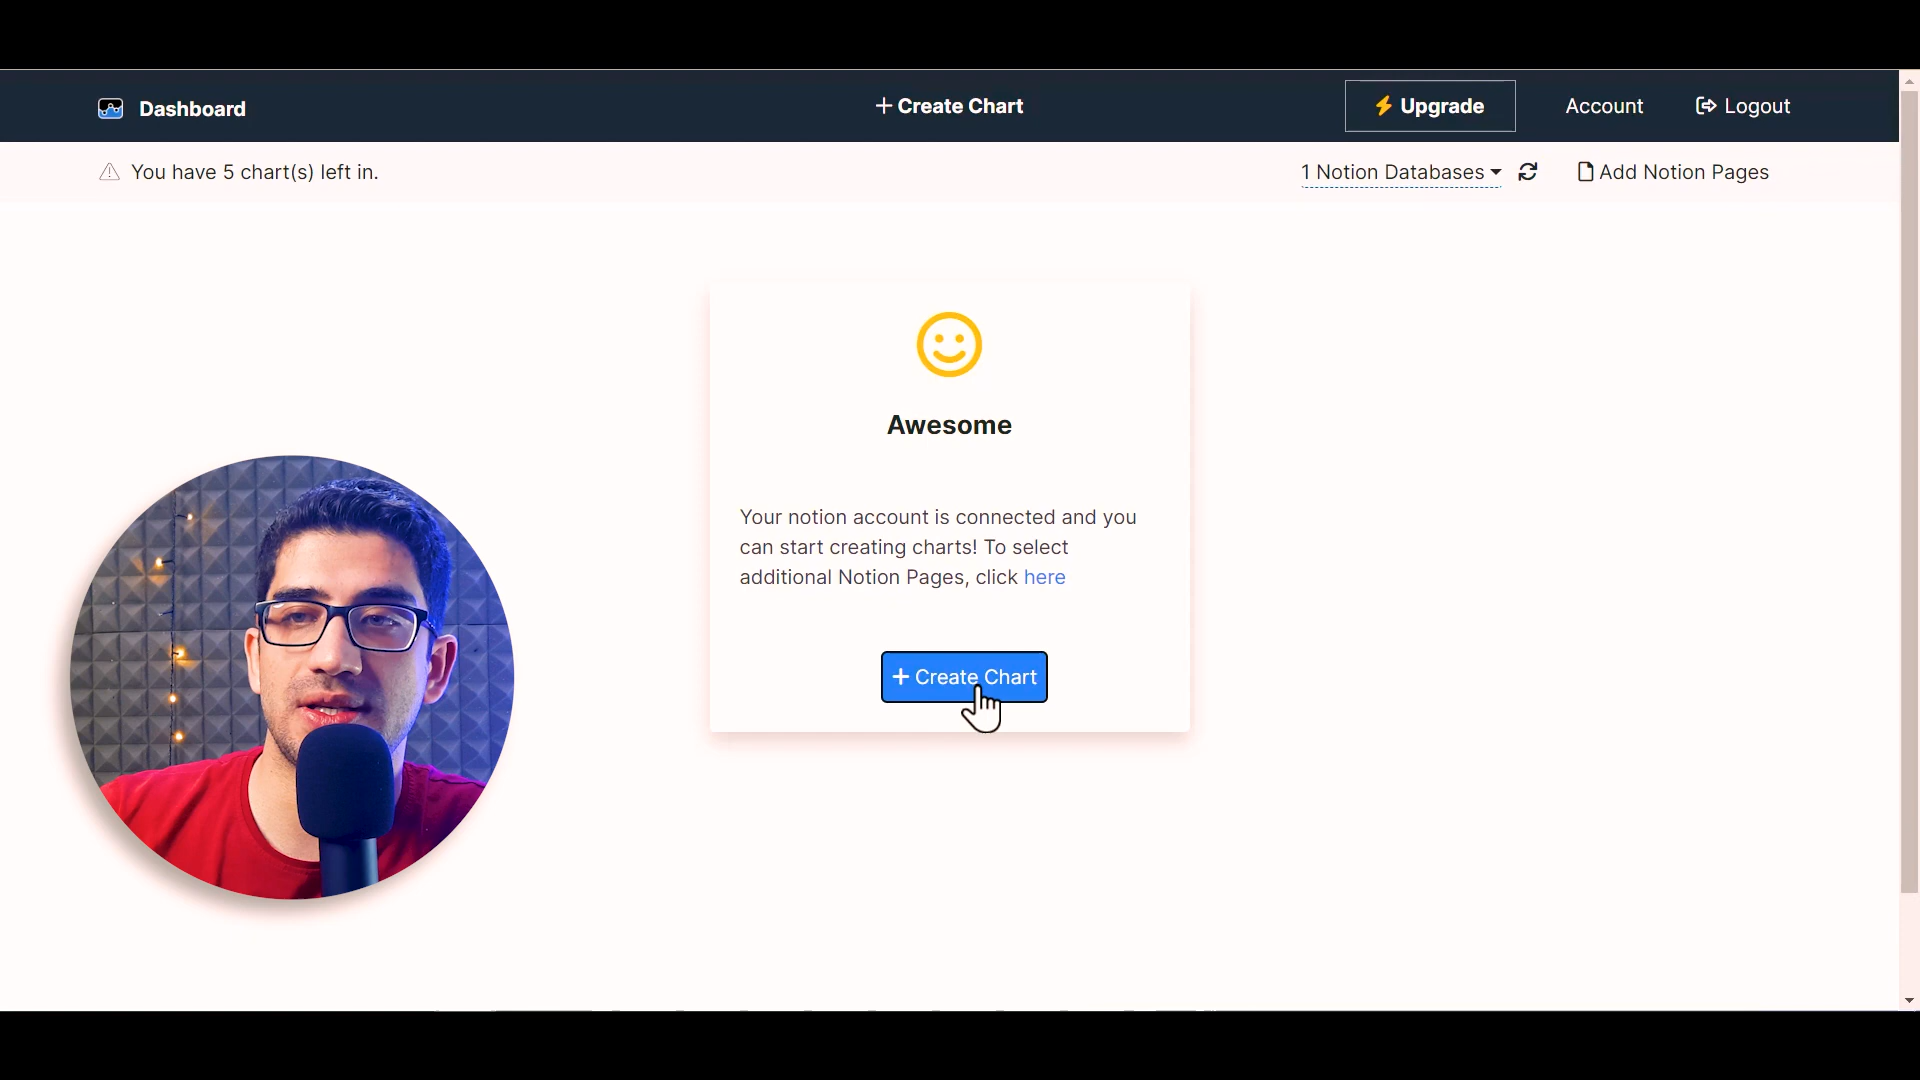 Dashboard
+ Create Chart
Upgrade
Account
Logout
You have 5 chart(s) left in.
1 Notion Databases
Add Notion Pages
Awesome
Your notion account is connected and you
can start creating charts! To select
additional Notion Pages, click here
+ Create Chart